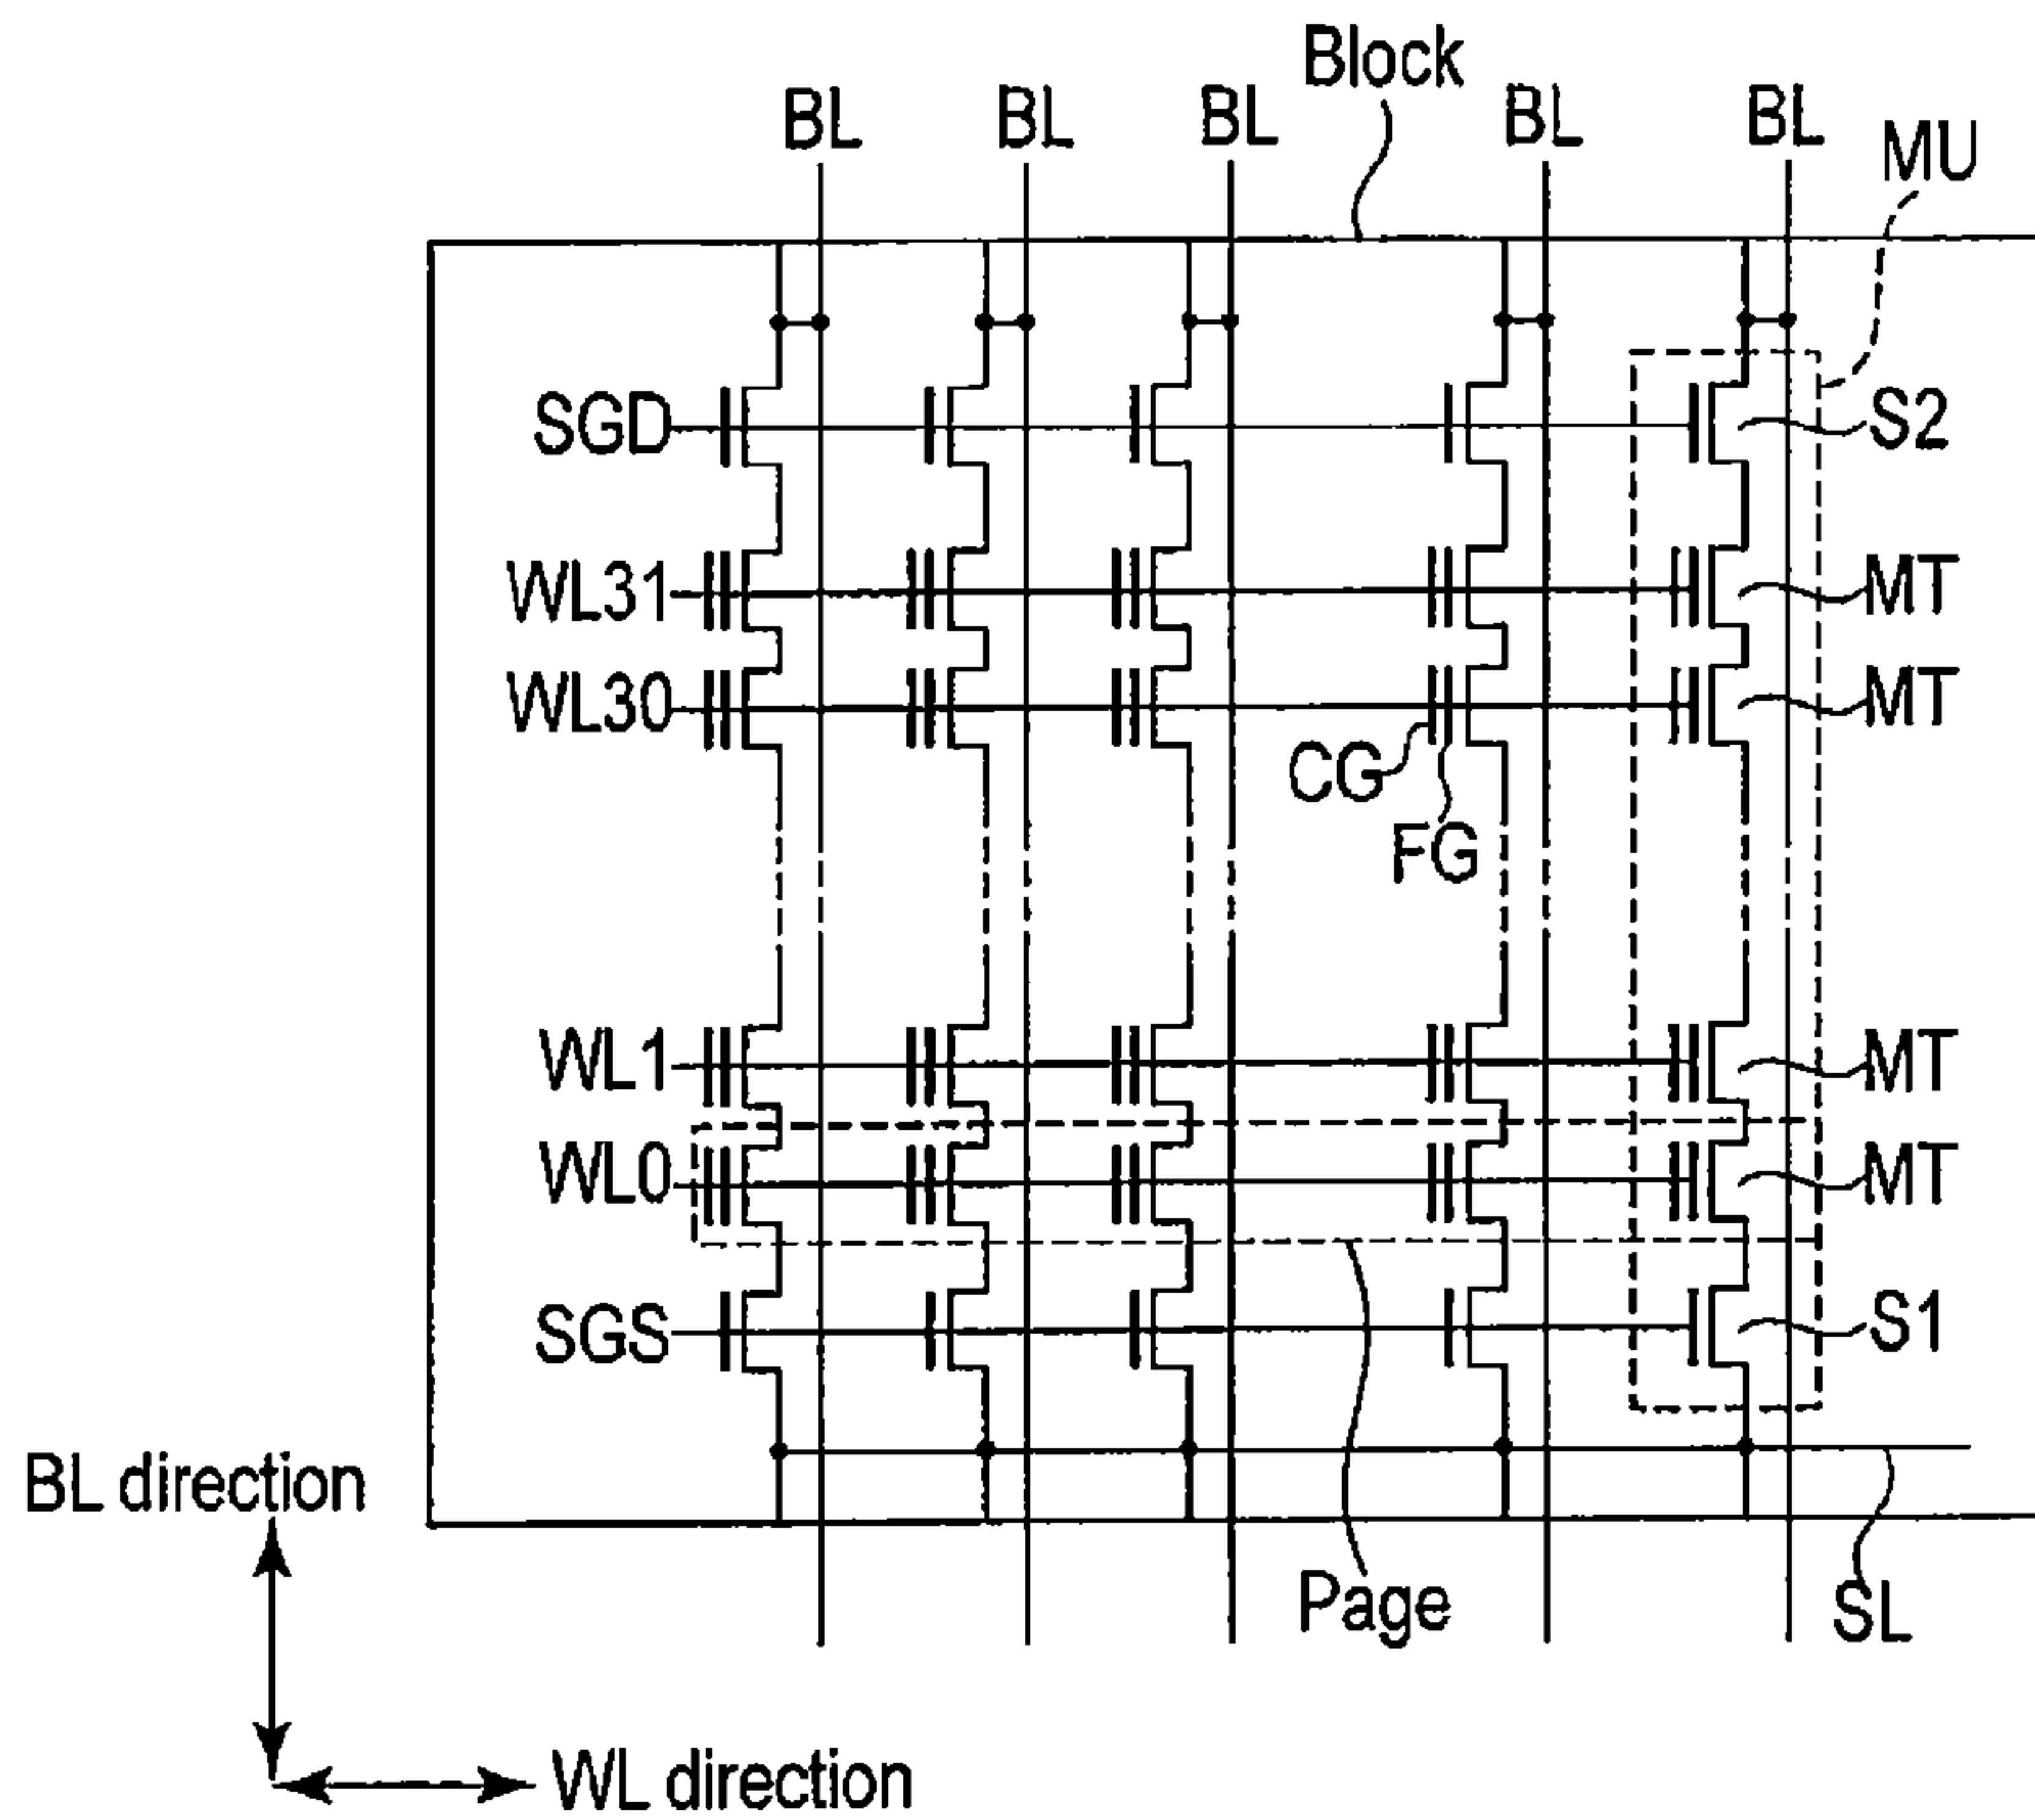 Block
BL BL BL BL BL MU
SGD S2
WL31 MT
WL30 MT
CG
FG
WL1 MT
WL0 MT
SGS S1
BL direction
Page SL
WL direction